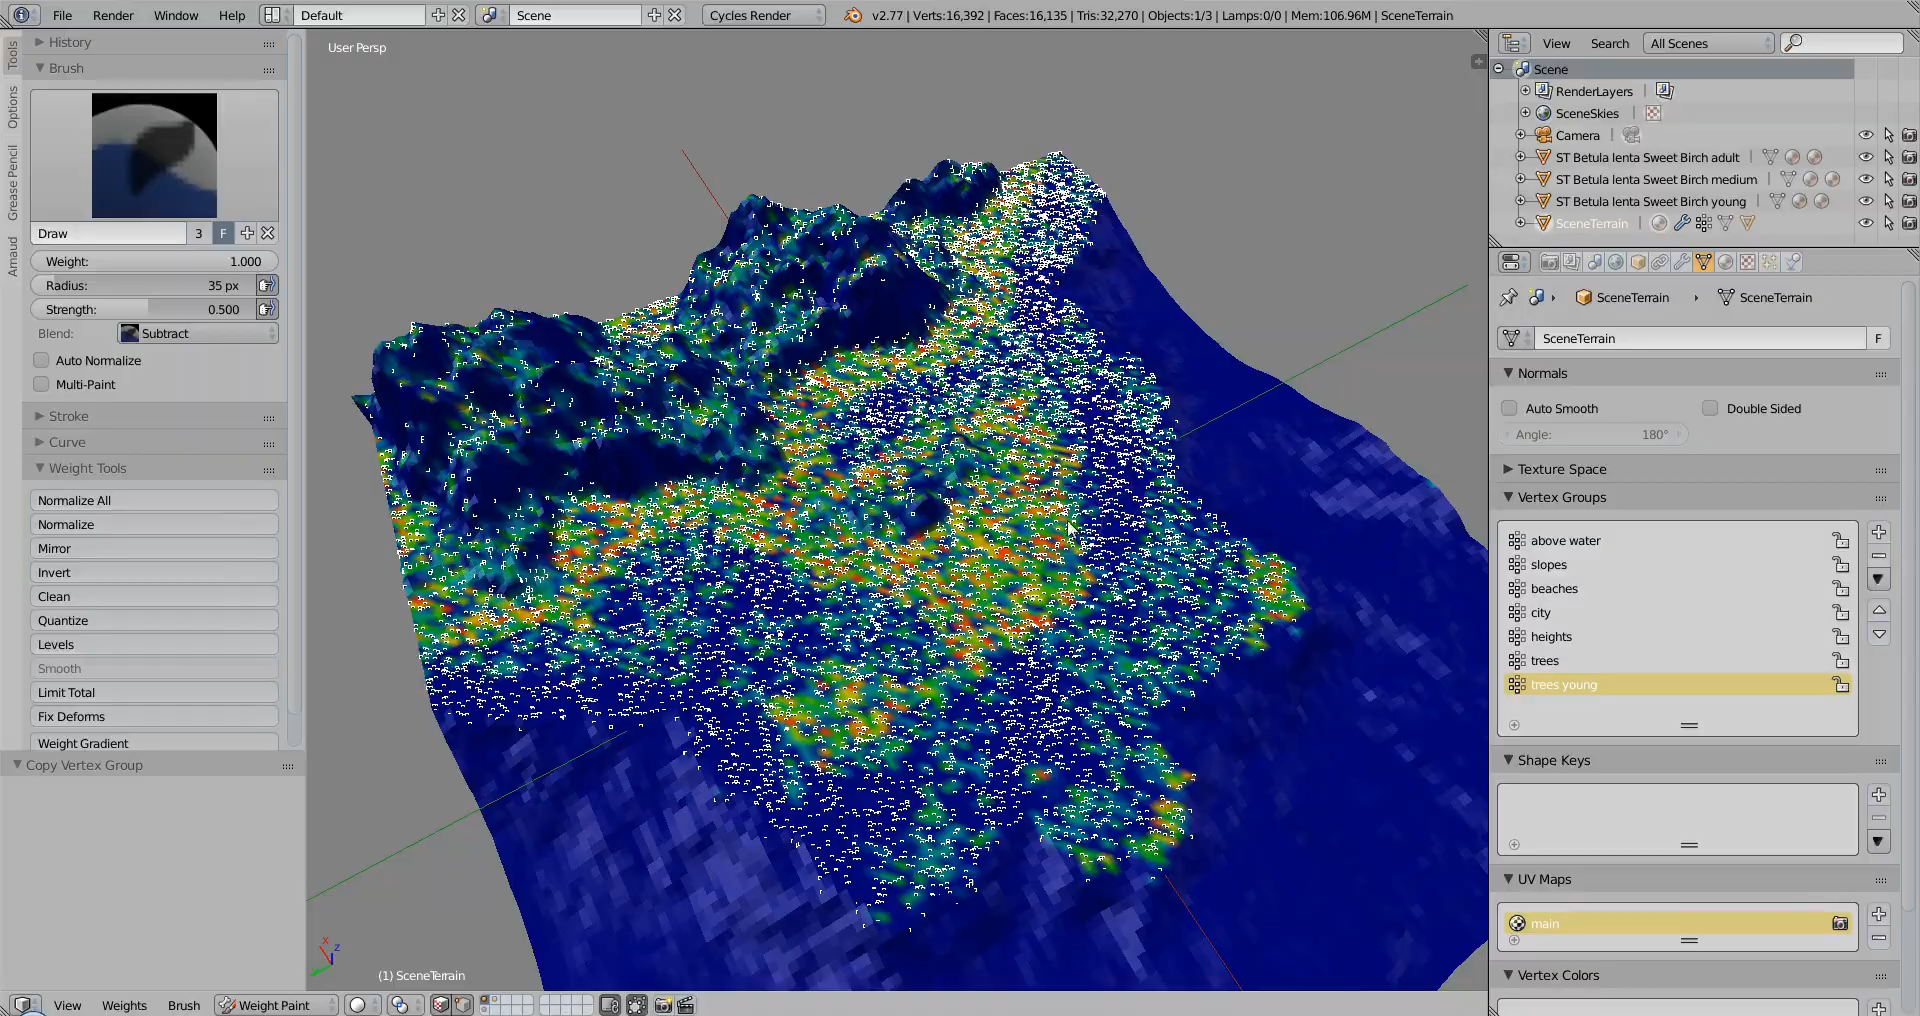 File Render Window Help Default Scene Cycles Render v2.77 | Verts:16,392 | Faces:16,135 | Tris:32,270 | Objects:1/3 | Lamps:0/0 | Mem:106.96M | SceneTerrain
Tools
Options
Grease Pencil
Arnaud
History
Brush
Draw 3 F
Weight: 1.000
Radius: 35 px
Strength: 0.500
Blend: Subtract
Auto Normalize
Multi-Paint
Stroke
Curve
Weight Tools
Normalize All
Normalize
Mirror
Invert
Clean
Quantize
Levels
Smooth
Limit Total
Fix Deforms
Weight Gradient
Copy Vertex Group
User Persp
X
Z
(1) SceneTerrain
View Weights Brush Weight Paint
View Search All Scenes
Scene
RenderLayers |
SceneSkies |
Camera |
ST Betula lenta Sweet Birch adult
ST Betula lenta Sweet Birch medium
ST Betula lenta Sweet Birch young
SceneTerrain
SceneTerrain SceneTerrain
SceneTerrain F
Normals
Auto Smooth Double Sided
Angle: 180°
Texture Space
Vertex Groups
above water
slopes
beaches
city
heights
trees
trees young
Shape Keys
UV Maps
main
Vertex Colors